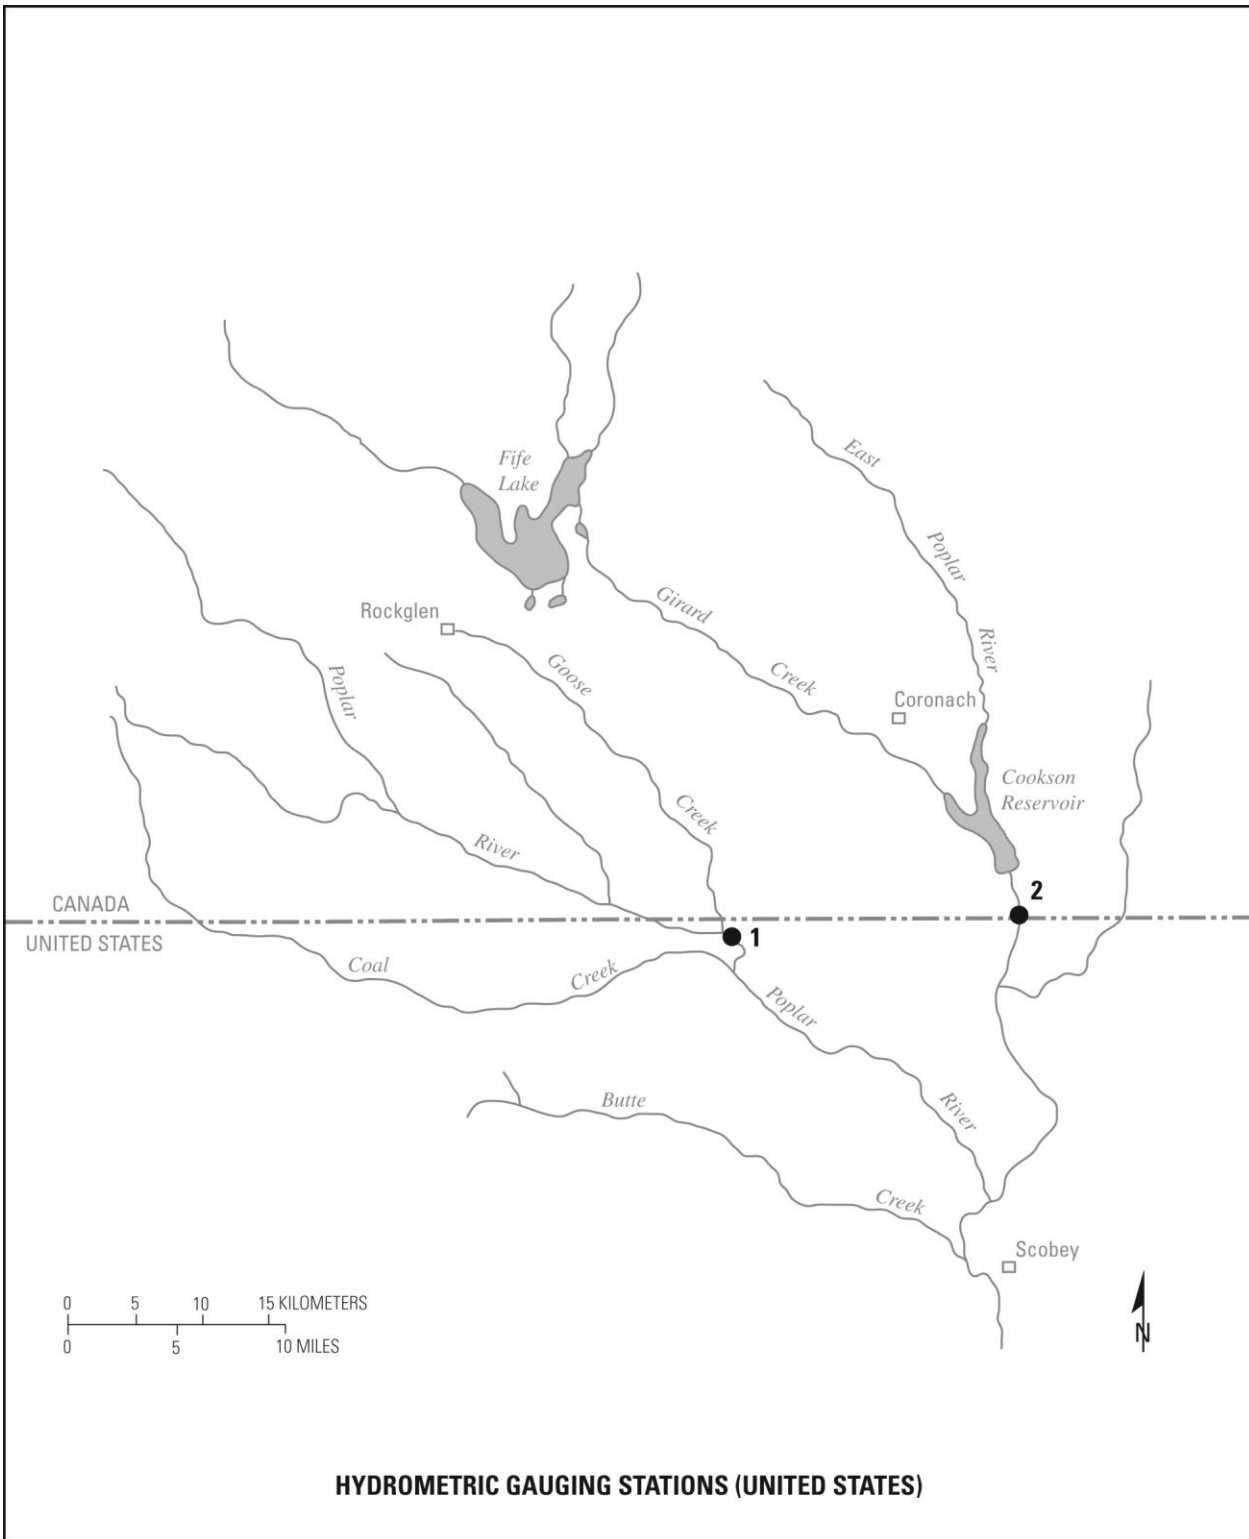 Fife
Lake
East
Poplar
River
Rockglen
Girard
Creek
Goose
Creek
Poplar
River
Coronach
Cookson
Reservoir
2
CANADA
UNITED STATES
1
Coal
Creek
Poplar
River
Butte
Creek
Scobey
0 5 10 15 KILOMETERS
0 5 10 MILES
N
HYDROMETRIC GAUGING STATIONS (UNITED STATES)